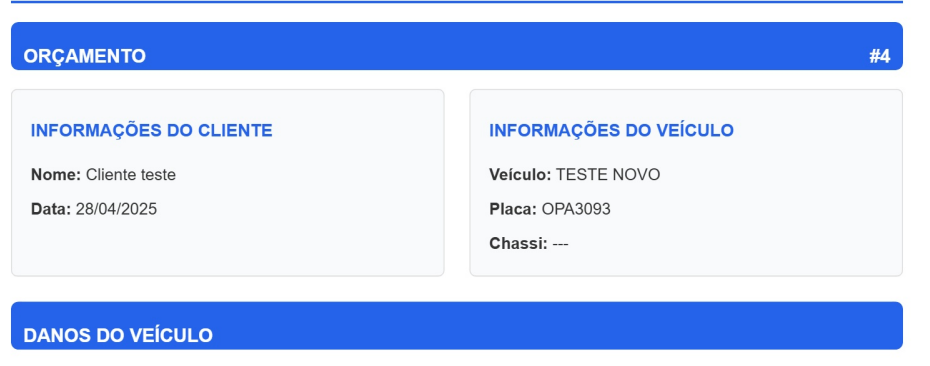 ORÇAMENTO #4
INFORMAÇÕES DO CLIENTE
Nome: Cliente teste
Data: 28/04/2025
INFORMAÇÕES DO VEÍCULO
Veículo: TESTE NOVO
Placa: OPA3093
Chassi: ---
DANOS DO VEÍCULO